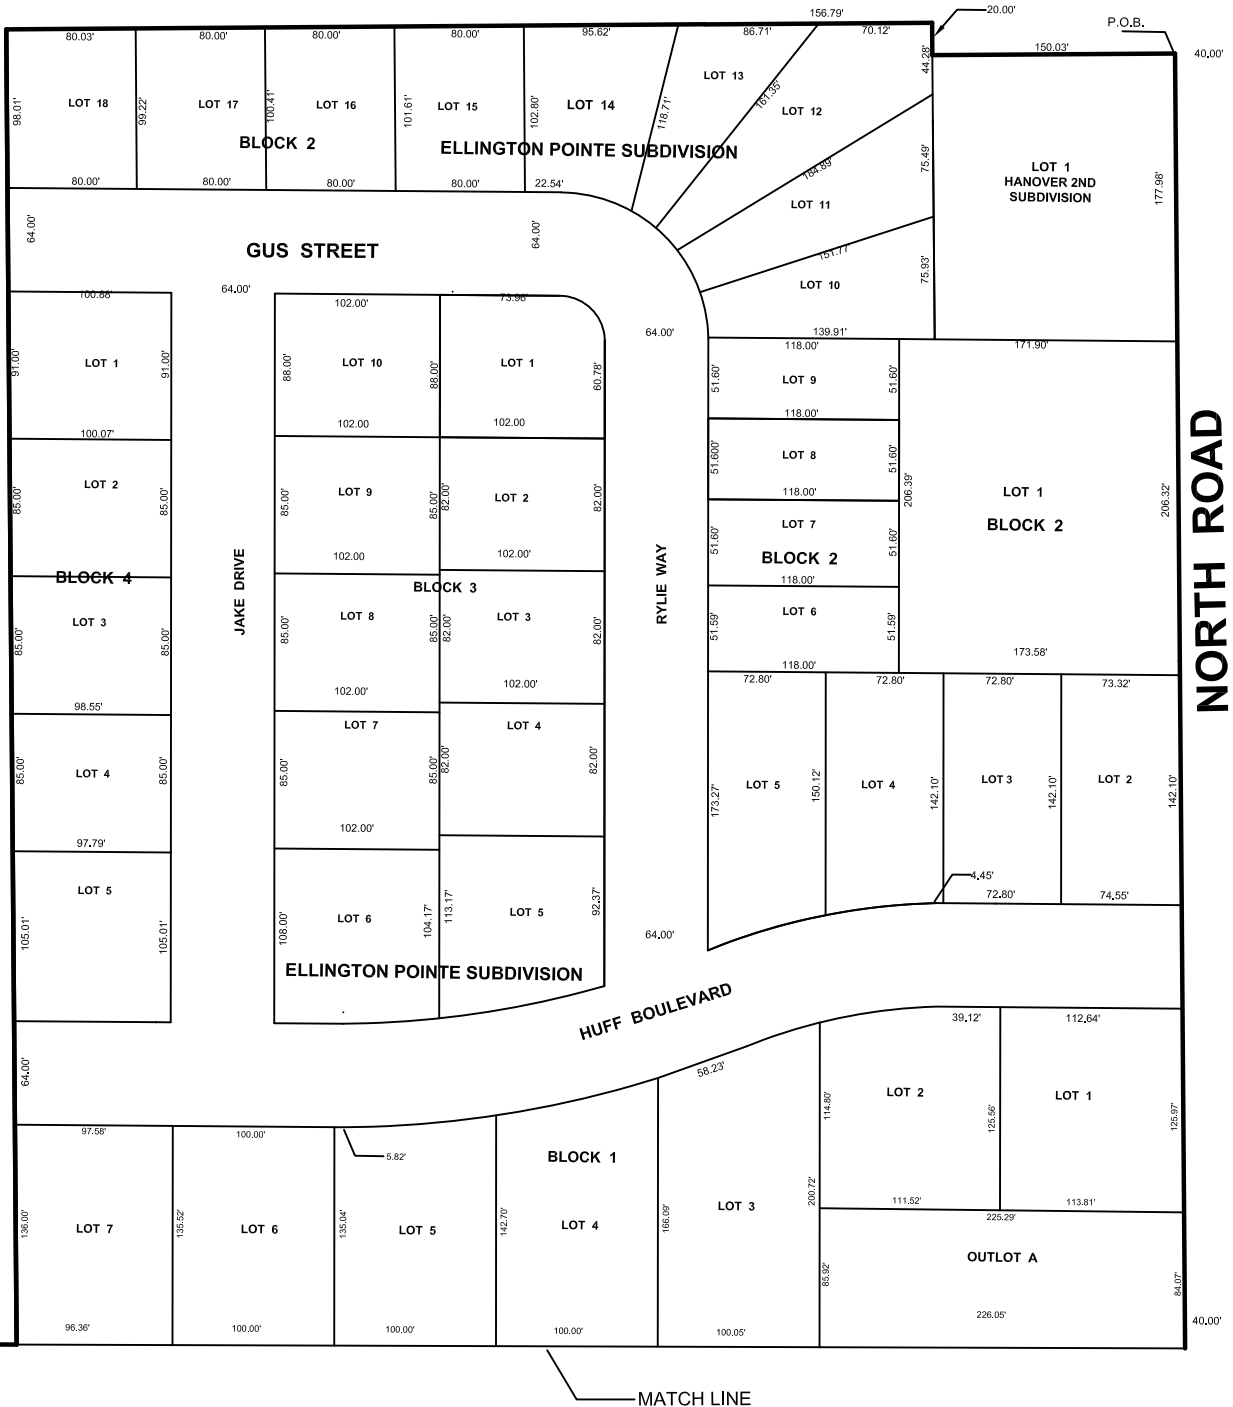 156.79'
20.00'
P.O.B.
80.03'
80.00'
80.00'
80.00'
95.62'
86.71'
70.12'
150.03'
40.00'
98.01'
LOT 18
99.22'
LOT 17
100.41'
LOT 16
101.61'
LOT 15
102.80'
LOT 14
118.71'
LOT 13
161.35'
LOT 12
44.28'
BLOCK 2
ELLINGTON POINTE SUBDIVISION
184.89'
75.49'
LOT 1
HANOVER 2ND
SUBDIVISION
177.98'
80.00'
80.00'
80.00'
80.00'
22.54'
LOT 11
64.00'
GUS STREET
64.00'
151.77'
LOT 10
75.93'
100.88'
64.00'
102.00'
73.96'
64.00'
139.91'
118.00'
171.90'
91.00'
LOT 1
91.00'
88.00'
LOT 10
88.00'
LOT 1
60.78'
51.60'
LOT 9
51.60'
100.07'
102.00
102.00
118.00'
85.00'
LOT 2
85.00'
85.00'
LOT 9
85.00'
82.00'
LOT 2
82.00'
51.600'
LOT 8
51.60'
118.00'
206.39'
LOT 1
BLOCK 2
206.32'
NORTH ROAD
102.00
102.00'
51.60'
LOT 7
51.60'
BLOCK 2
118.00'
BLOCK 4
JAKE DRIVE
BLOCK 3
RYLIE WAY
85.00'
LOT 3
85.00'
85.00'
LOT 8
85.00'
82.00'
LOT 3
82.00'
51.59'
LOT 6
51.59'
118.00'
173.58'
98.55'
102.00'
102.00'
72.80'
72.80'
72.80'
73.32'
85.00'
LOT 4
85.00'
85.00'
LOT 7
85.00'
82.00'
LOT 4
82.00'
173.27'
LOT 5
150.12'
LOT 4
142.10'
LOT 3
142.10'
LOT 2
142.10'
97.79'
102.00'
4.45'
72.80'
74.55'
105.01'
LOT 5
105.01'
108.00'
LOT 6
104.17'
113.17'
LOT 5
92.37'
64.00'
ELLINGTON POINTE SUBDIVISION
HUFF BOULEVARD
64.00'
58.23'
39.12'
112.64'
114.80'
LOT 2
125.56'
LOT 1
125.97'
97.58'
100.00'
5.82'
BLOCK 1
111.52'
113.81'
225.29'
136.00'
LOT 7
135.52'
LOT 6
135.04'
LOT 5
142.70'
LOT 4
166.09'
LOT 3
200.72'
85.92'
OUTLOT A
84.07'
226.05'
96.36'
100.00'
100.00'
100.00'
100.05'
40.00'
MATCH LINE